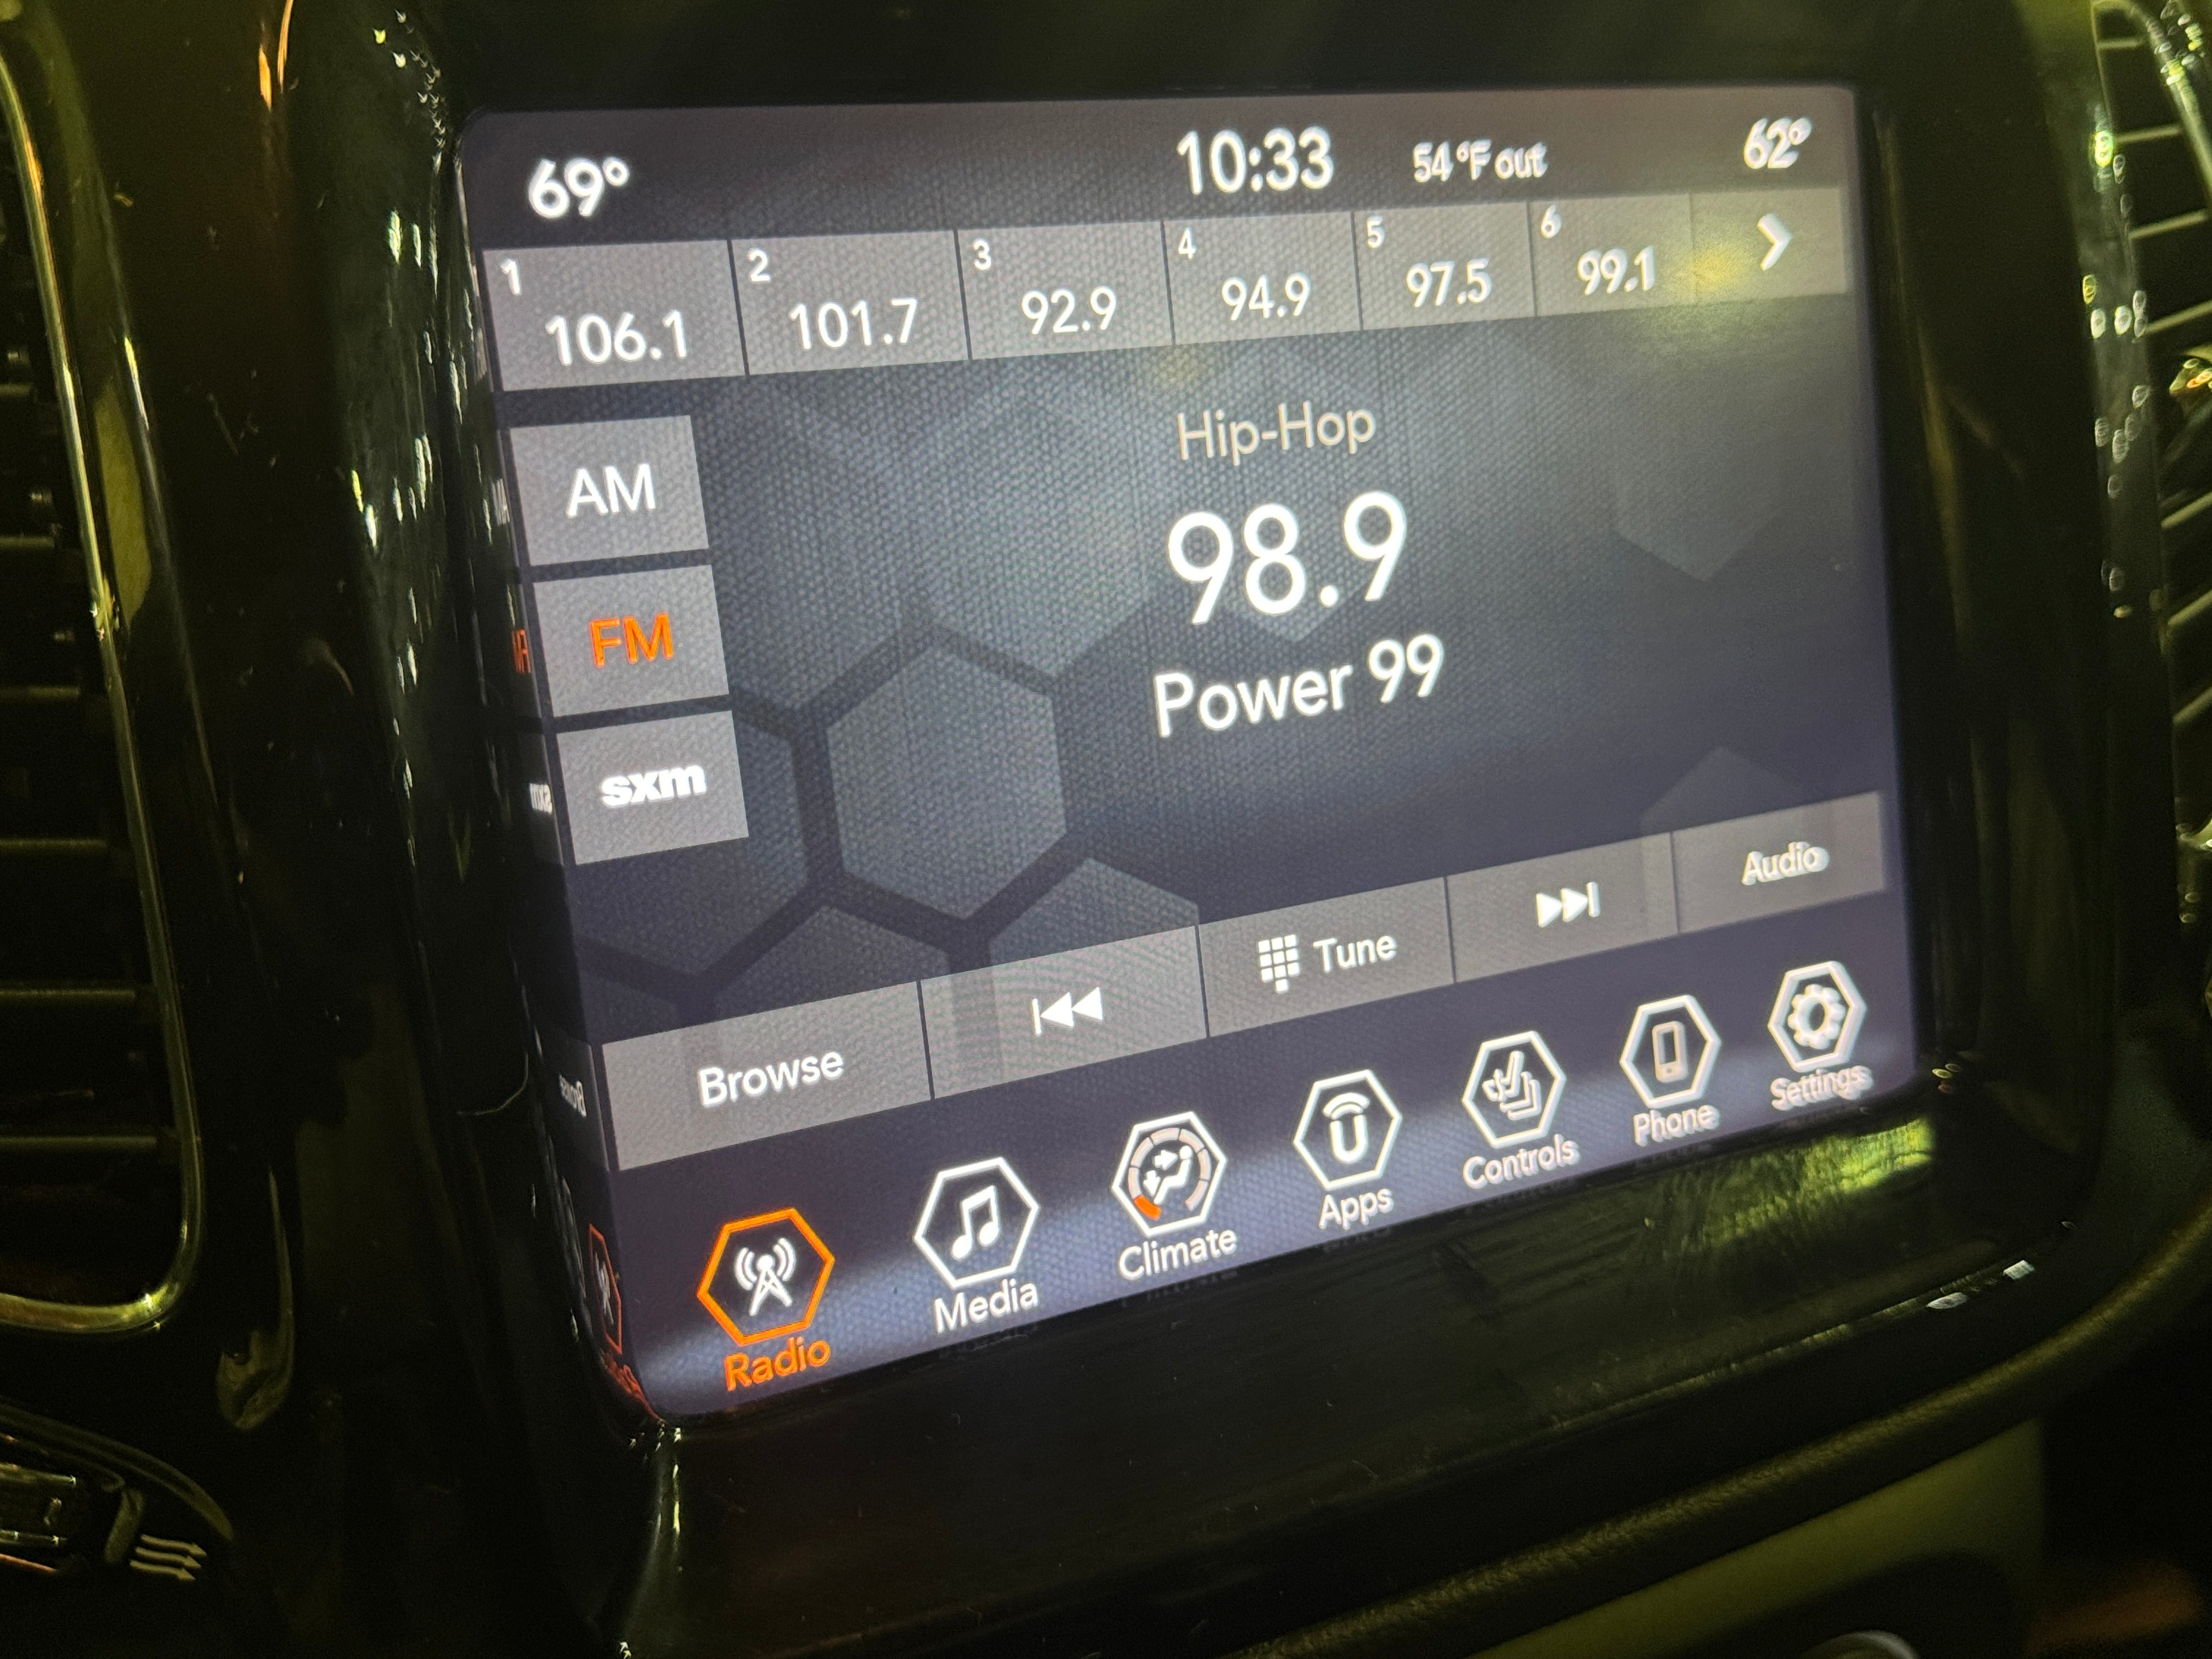 69° 10:33 54°F out 62°
1 2 3 4 5 6
106.1 101.7 92.9 94.9 97.5 99.1
AM
FM
sxm
Hip-Hop
98.9
Power 99
Browse Tune Audio
Radio Media Climate Apps Controls Phone Settings